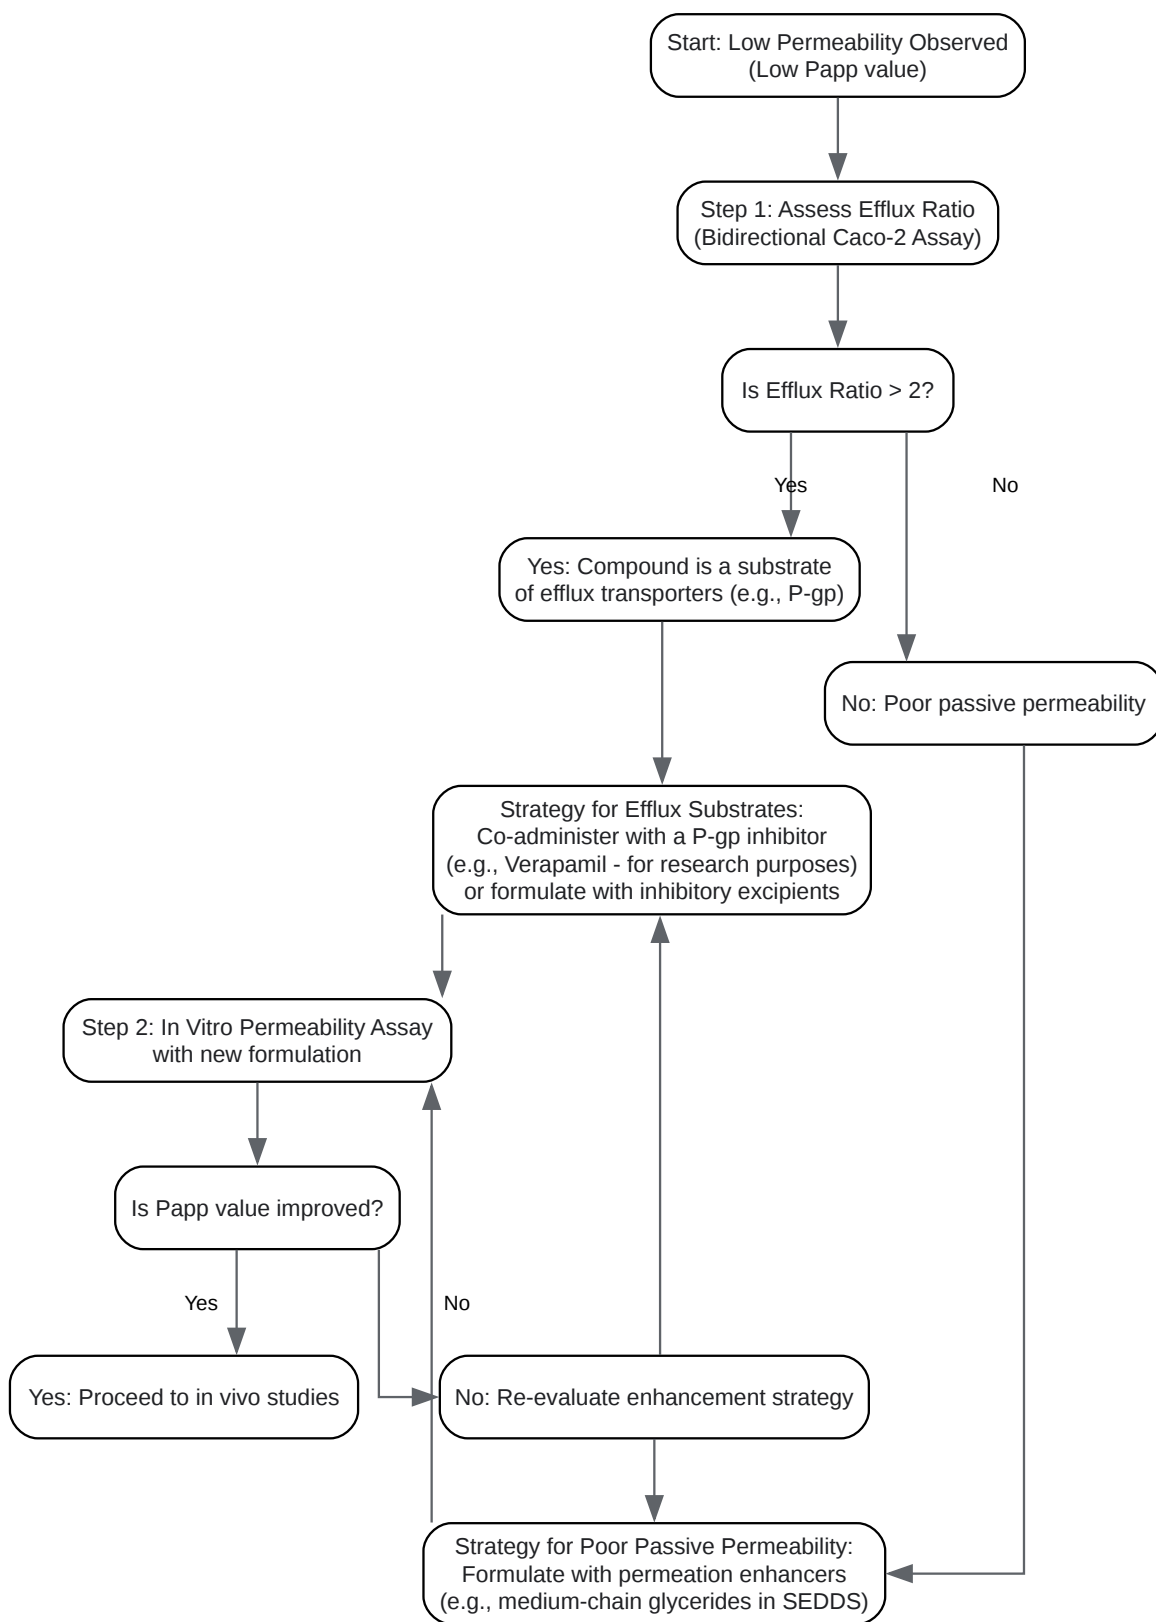 Start: Low Permeability Observed
(Low Papp value)
Step 1: Assess Efflux Ratio
(Bidirectional Caco-2 Assay)
Is Efflux Ratio > 2?
Yes
No
Yes: Compound is a substrate
of efflux transporters (e.g., P-gp)
No: Poor passive permeability
Strategy for Efflux Substrates:
Co-administer with a P-gp inhibitor
(e.g., Verapamil - for research purposes)
or formulate with inhibitory excipients
Step 2: In Vitro Permeability Assay
with new formulation
Is Papp value improved?
Yes
No
Yes: Proceed to in vivo studies
No: Re-evaluate enhancement strategy
Strategy for Poor Passive Permeability:
Formulate with permeation enhancers
(e.g., medium-chain glycerides in SEDDS)